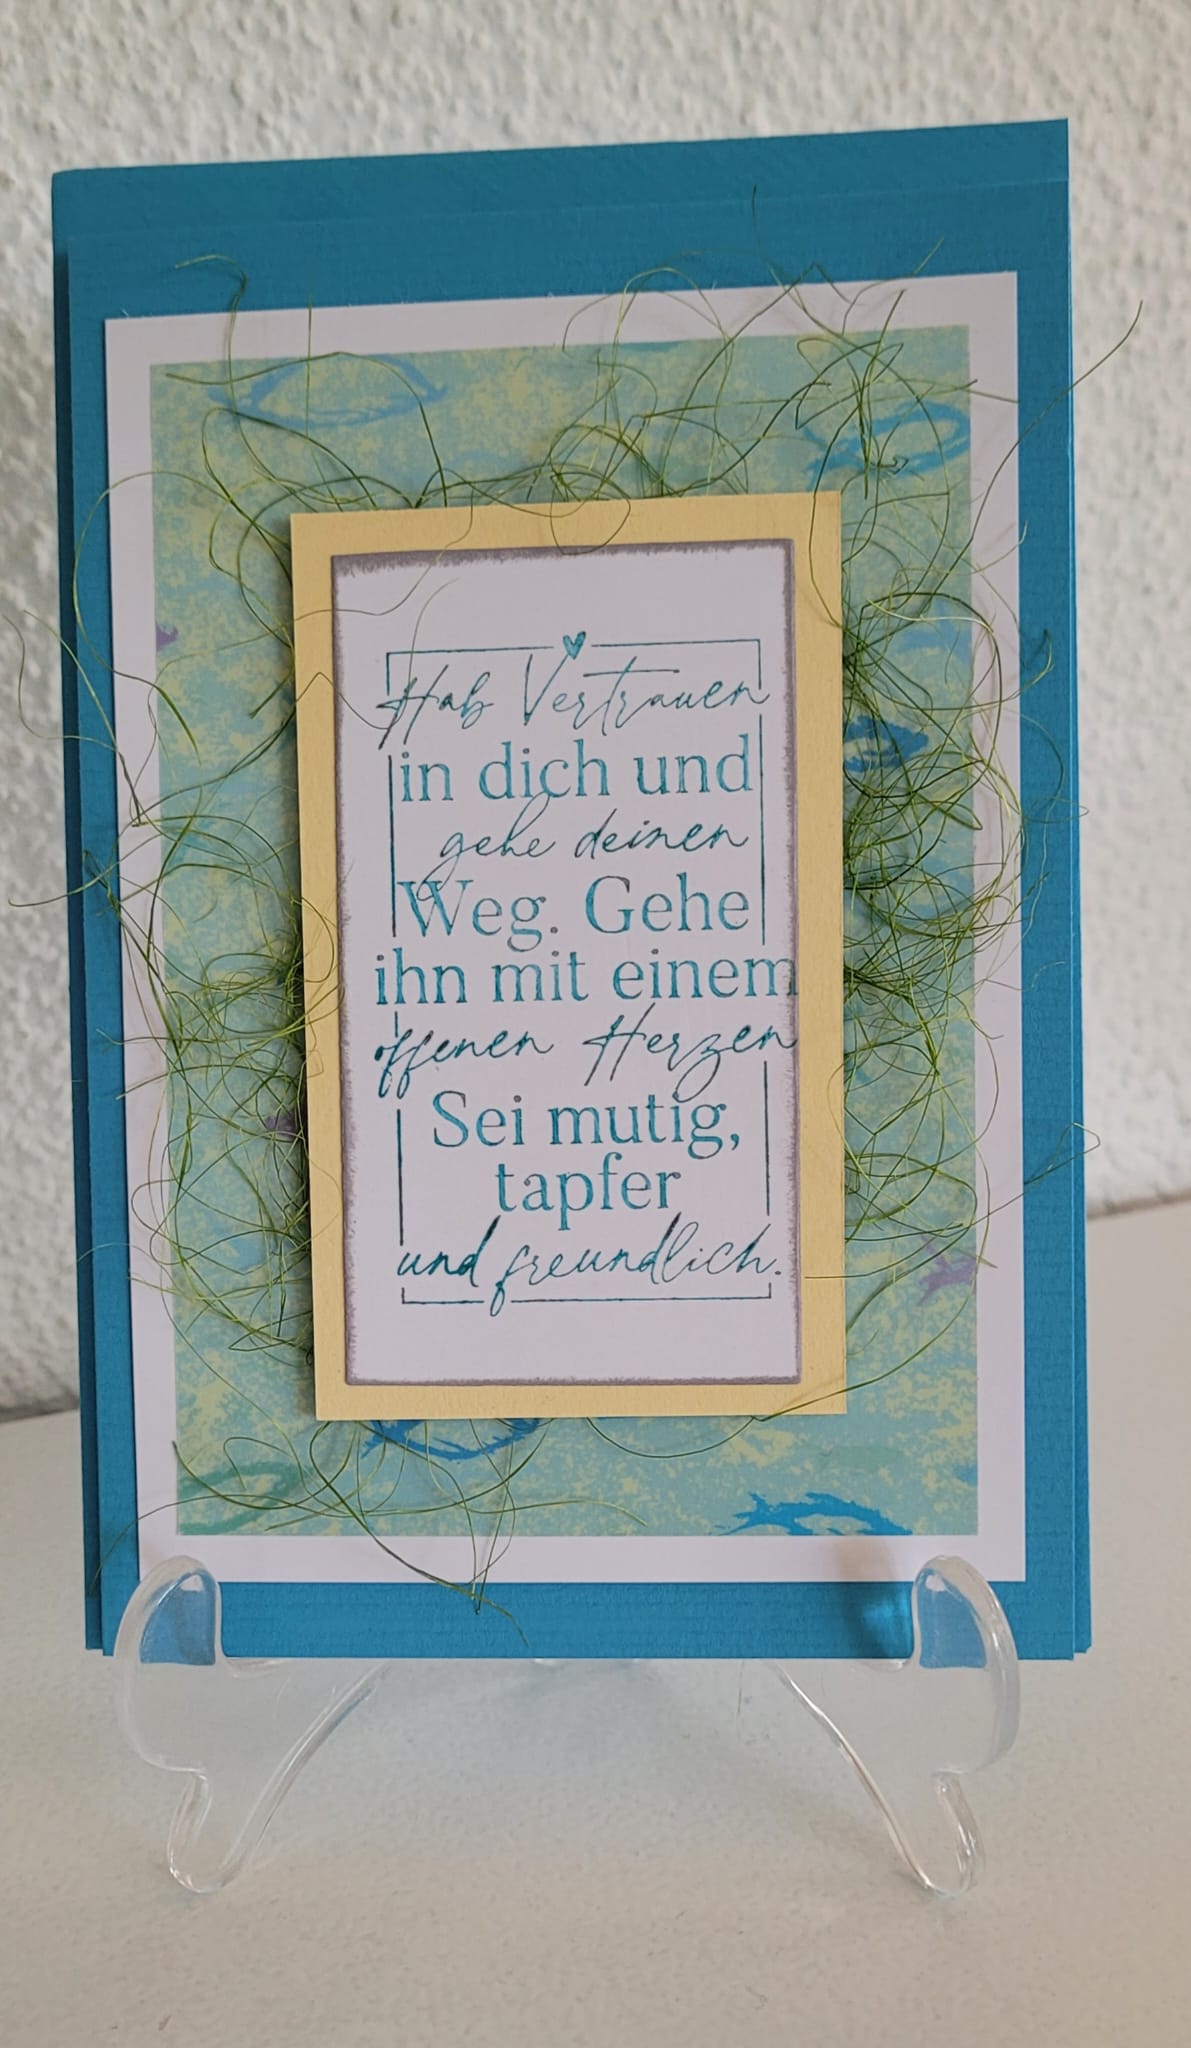 Hab Vertrauen
in dich und
gehe deinen
Weg. Gehe
ihn mit einem
offenen Herzen
Sei mutig,
tapfer
und freundlich.